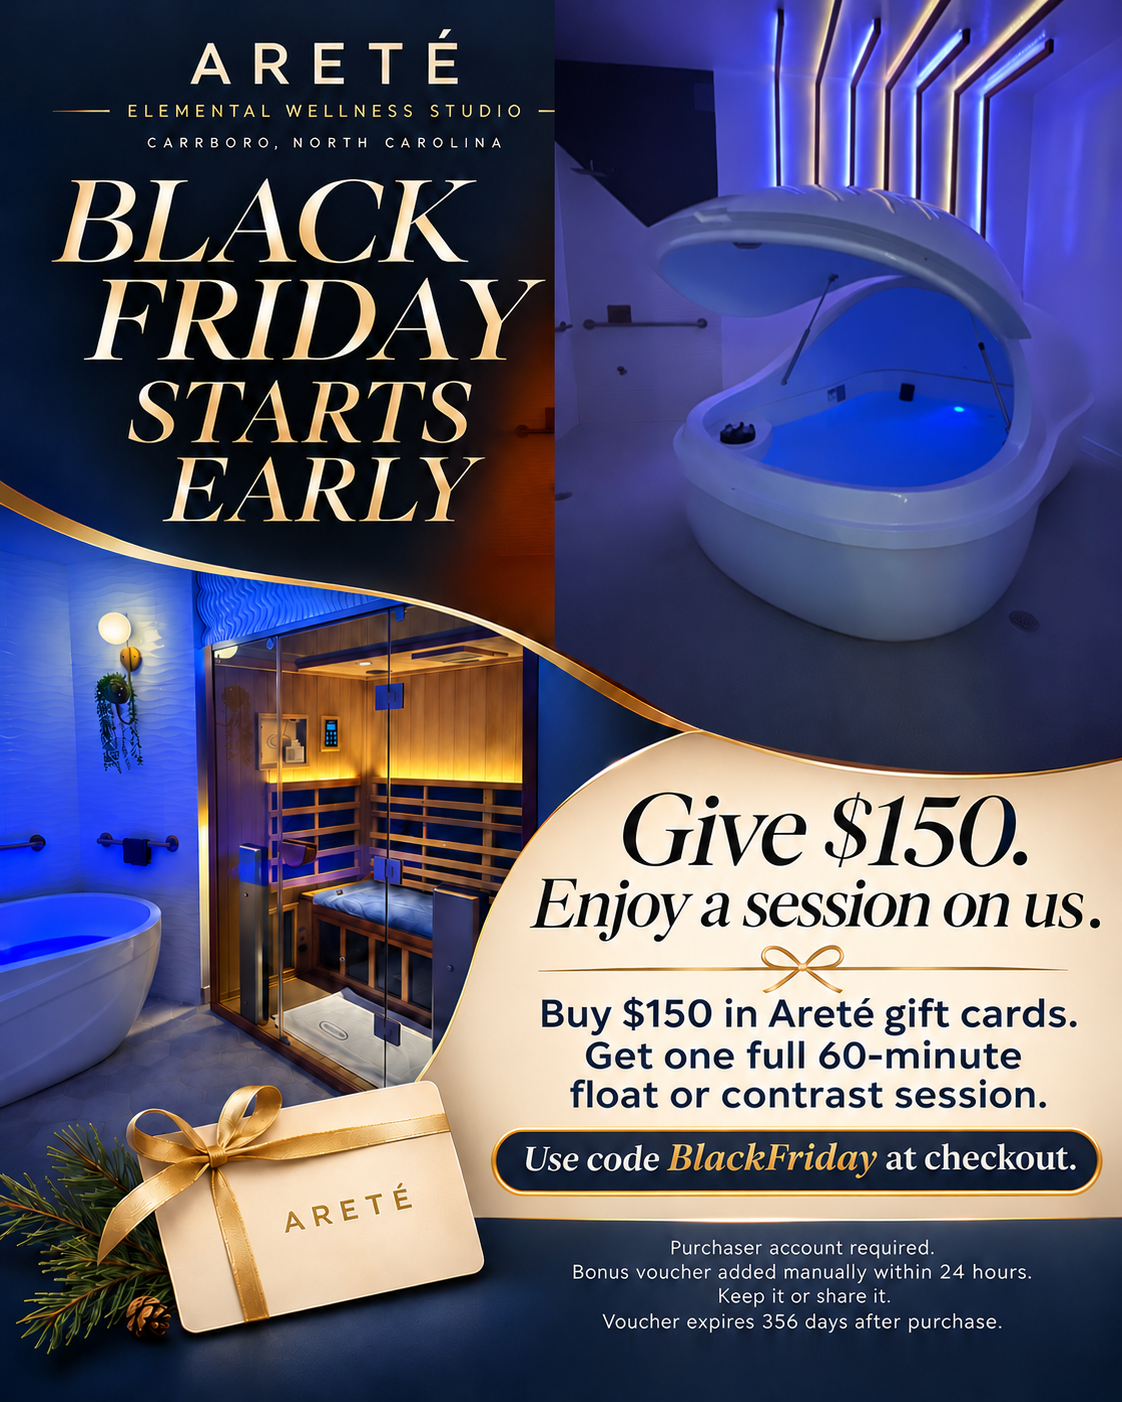 ARETÉ
ELEMENTAL WELLNESS STUDIO
CARRBORO, NORTH CAROLINA
BLACK
FRIDAY
STARTS
EARLY
Give $150.
Enjoy a session on us.
Buy $150 in Areté gift cards.
Get one full 60-minute
float or contrast session.
Use code BlackFriday at checkout.
ARETÉ
Purchaser account required.
Bonus voucher added manually within 24 hours.
Keep it or share it.
Voucher expires 356 days after purchase.